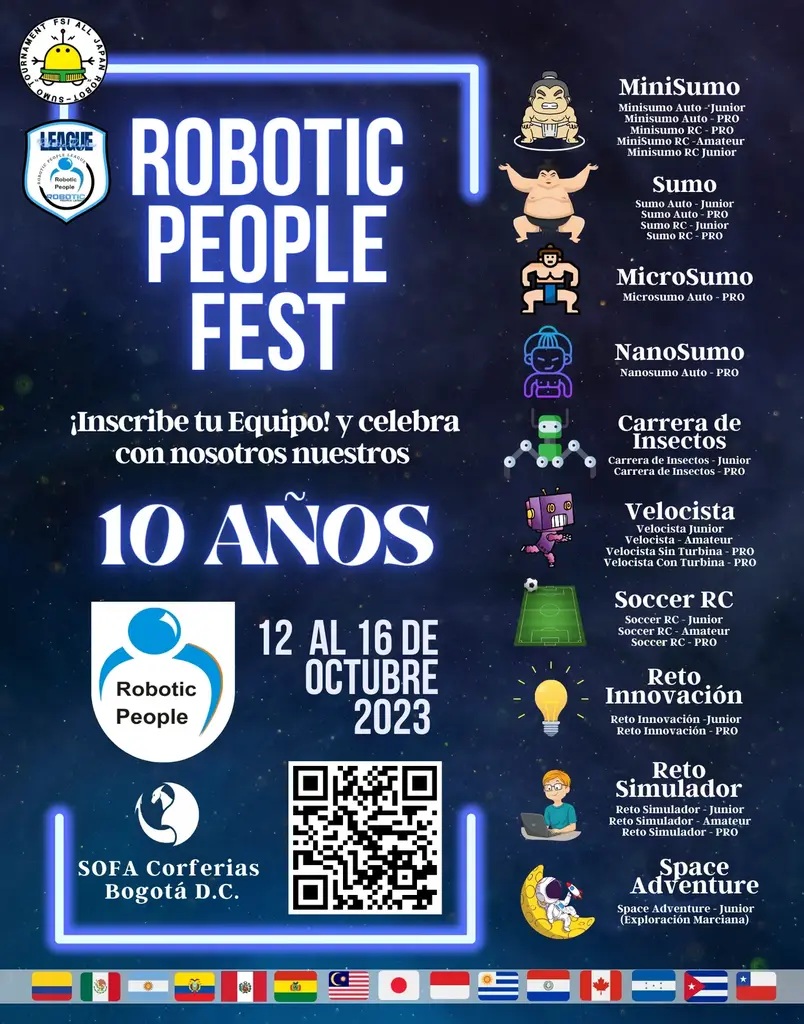 TOURNAMENT FSI ALL JAPAN ROBOT-SUMO
LEAGUE
ROBOTIC PEOPLE LEAGUE
Robotic
People
ROBOTIC
ROBOTIC
PEOPLE
FEST
¡Inscribe tu Equipo! y celebra
con nosotros nuestros
10 AÑOS
Robotic
People
12 AL 16 DE
OCTUBRE
2023
SOFA Corferias
Bogotá D.C.
MiniSumo
Minisumo Auto - Junior
Minisumo Auto - PRO
Minisumo RC - PRO
MiniSumo RC -Amateur
Minisumo RC Junior
Sumo
Sumo Auto - Junior
Sumo Auto - PRO
Sumo RC - Junior
Sumo RC - PRO
MicroSumo
Microsumo Auto - PRO
NanoSumo
Nanosumo Auto - PRO
Carrera de
Insectos
Carrera de Insectos - Junior
Carrera de Insectos - PRO
Velocista
Velocista Junior
Velocista - Amateur
Velocista Sin Turbina - PRO
Velocista Con Turbina - PRO
Soccer RC
Soccer RC - Junior
Soccer RC - Amateur
Soccer RC - PRO
Reto
Innovación
Reto Innovación -Junior
Reto Innovación - PRO
Reto
Simulador
Reto Simulador - Junior
Reto Simulador - Amateur
Reto Simulador - PRO
Space
Adventure
Space Adventure - Junior
(Exploración Marciana)